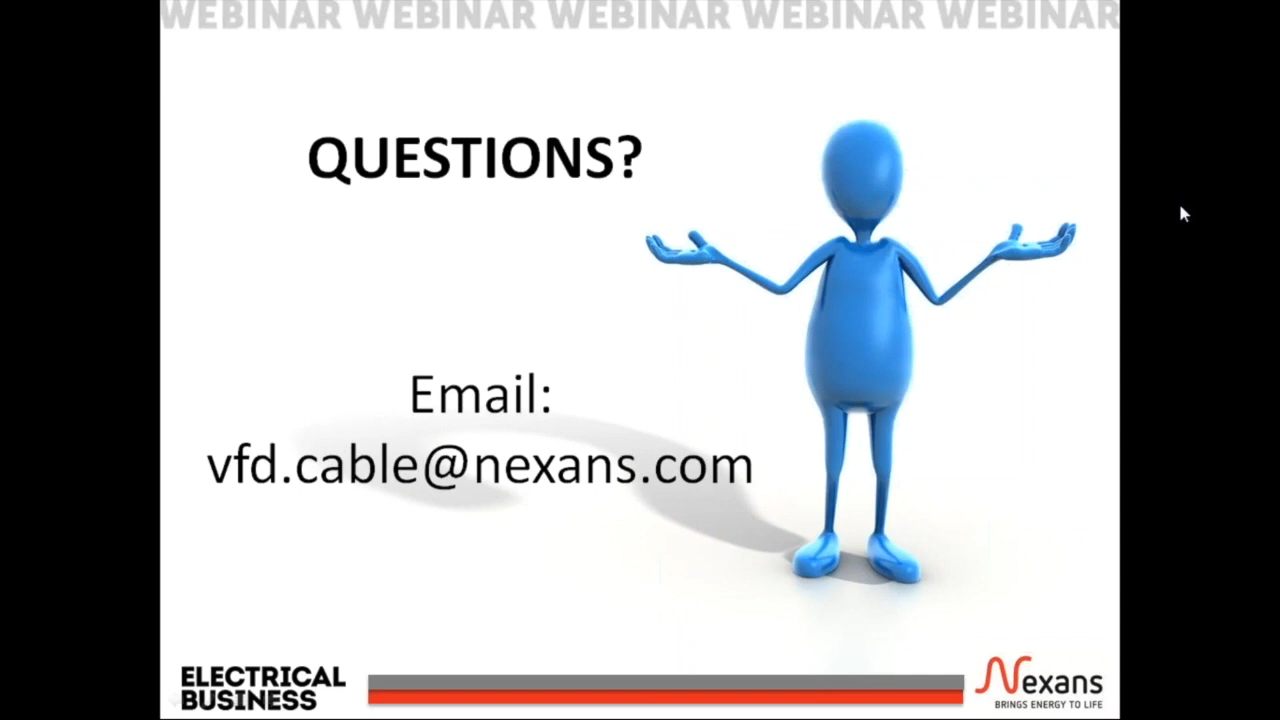 WEBINAR WEBINAR WEBINAR WEBINAR WEBINAR
QUESTIONS?
Email:
vfd.cable@nexans.com
ELECTRICAL
BUSINESS
Nexans
BRINGS ENERGY TO LIFE